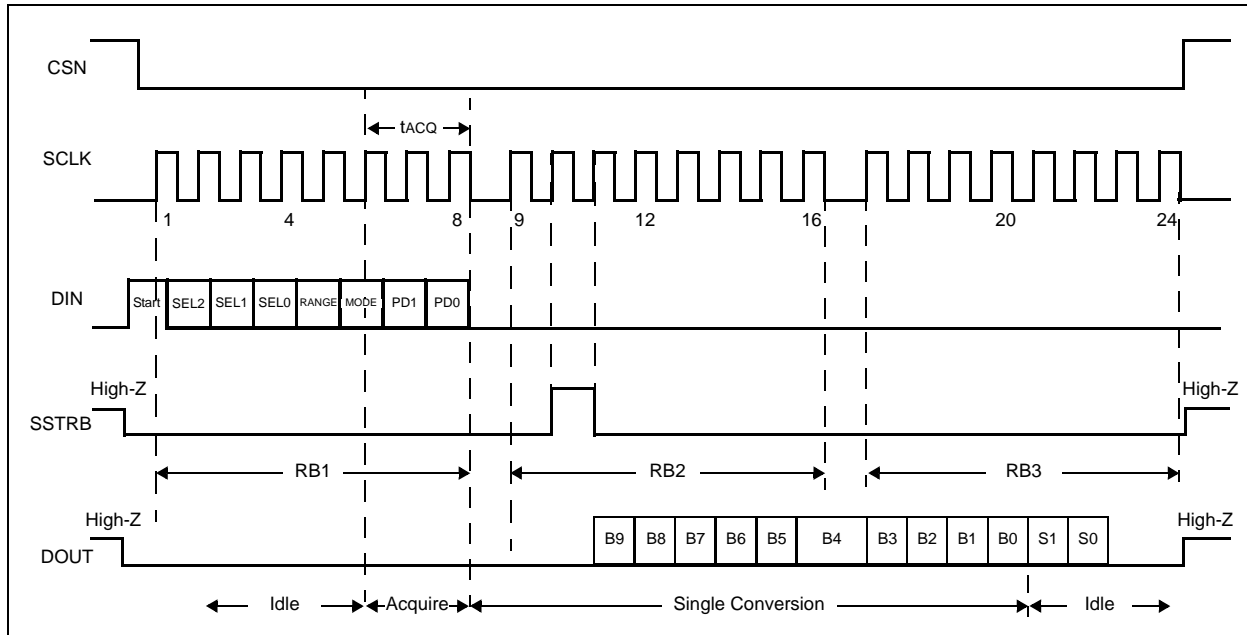 CSN
tACQ
SCLK
1 4 8 9 12 16 20 24
DIN
Start SEL2 SEL1 SEL0 RANGE MODE PD1 PD0
High-Z High-Z
SSTRB
RB1 RB2 RB3
High-Z High-Z
DOUT
B9 B8 B7 B6 B5 B4 B3 B2 B1 B0 S1 S0
Idle Acquire Single Conversion Idle